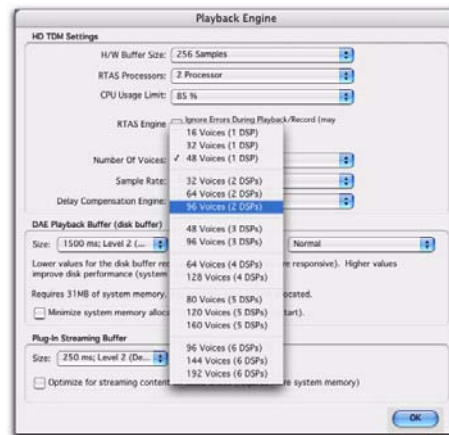 Playback Engine
HD TDM Settings
H/W Buffer Size: 256 Samples
RTAS Processors: 2 Processor
CPU Usage Limit: 85 %
RTAS Engine Ignore Errors During Playback/Record (may
16 Voices (1 DSP)
32 Voices (1 DSP)
Number Of Voices: ✓ 48 Voices (1 DSP)
Sample Rate: 32 Voices (2 DSPs)
64 Voices (2 DSPs)
Delay Compensation Engine: 96 Voices (2 DSPs)
48 Voices (3 DSPs)
DAE Playback Buffer (disk buffer)
Size: 1500 ms; Level 2 (... 96 Voices (3 DSPs) Normal
Lower values for the disk buffer 64 Voices (4 DSPs) responsive). Higher values
improve disk performance (system 128 Voices (4 DSPs)
Requires 31MB of system memory. 80 Voices (5 DSPs)
Minimize system memory 120 Voices (5 DSPs)
160 Voices (5 DSPs)
Plug-In Streaming Buffer
Size: 250 ms; Level 2 (De... 96 Voices (6 DSPs)
144 Voices (6 DSPs)
Optimize for streaming content 192 Voices (6 DSPs) system memory)
OK